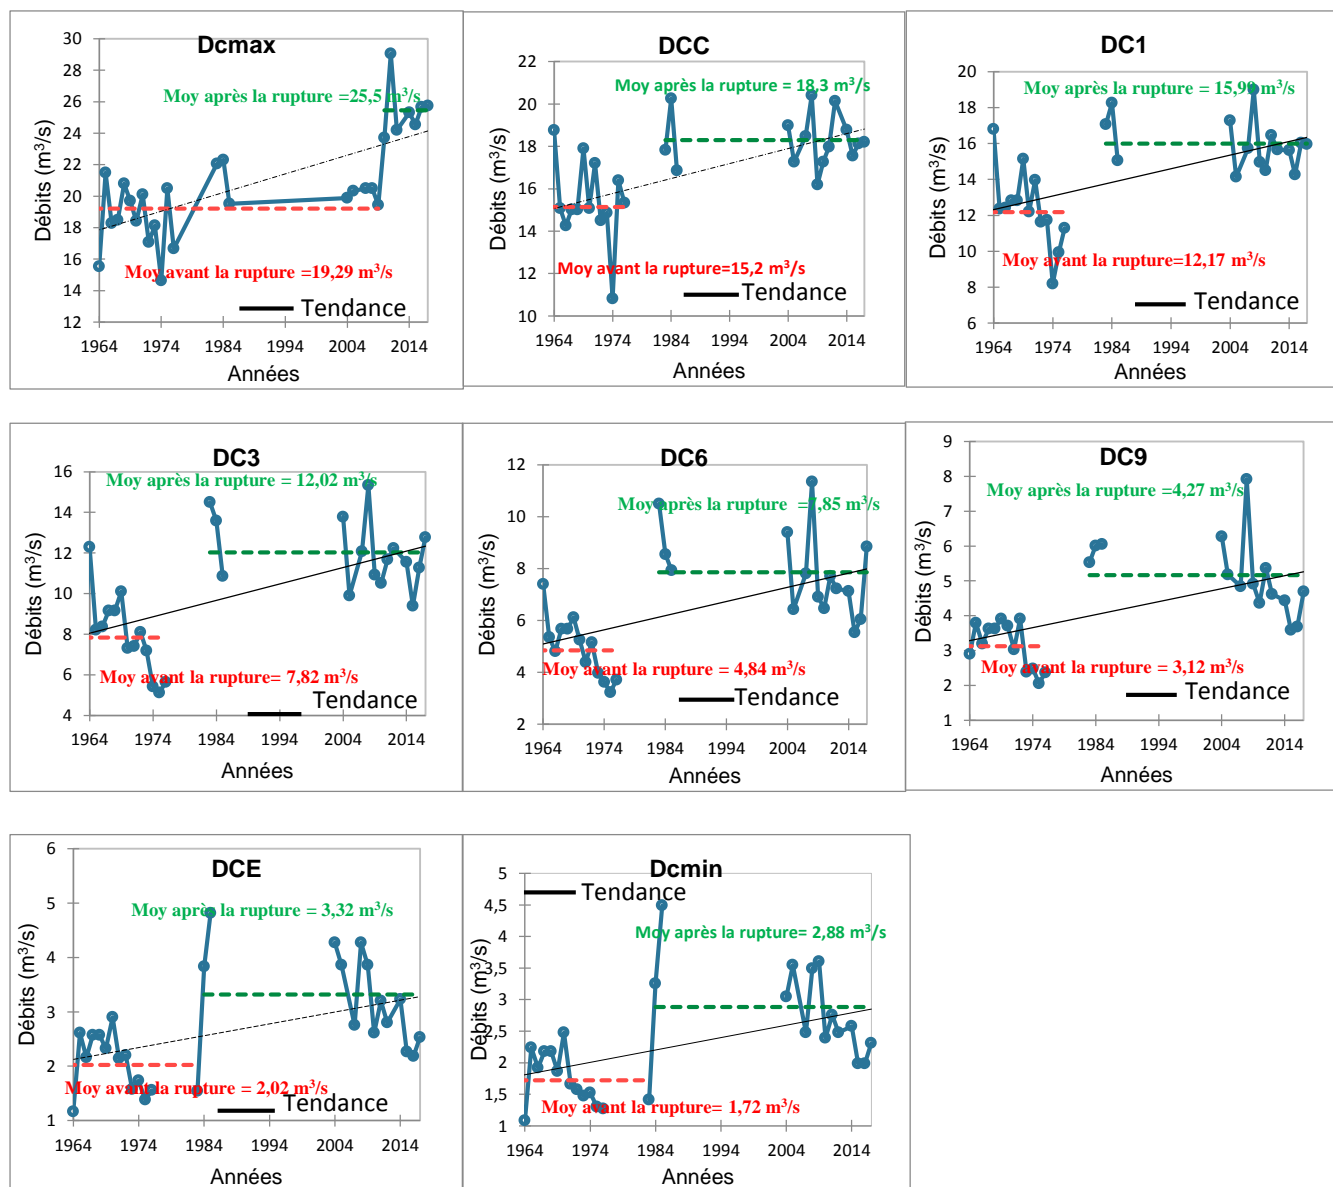 Dcmax
30
28
26
24
22
20
18
16
14
12
Débits (m³/s)
Moy après la rupture =25,5 m³/s
Moy avant la rupture =19,29 m³/s
Tendance
1964 1974 1984 1994 2004 2014
Années
DCC
22
20
18
16
14
12
10
Débits (m³/s)
Moy après la rupture = 18,3 m³/s
Moy avant la rupture=15,2 m³/s
Tendance
1964 1974 1984 1994 2004 2014
Années
DC1
20
18
16
14
12
10
8
6
Débits (m³/s)
Moy après la rupture = 15,98 m³/s
Moy avant la rupture=12,17 m³/s
Tendance
1964 1974 1984 1994 2004 2014
Années
DC3
16
14
12
10
8
6
4
Débits (m³/s)
Moy après la rupture = 12,02 m³/s
Moy avant la rupture= 7,82 m³/s
Tendance
1964 1974 1984 1994 2004 2014
Années
DC6
12
10
8
6
4
2
Débits (m³/s)
Moy après la rupture =7,85 m³/s
Moy avant la rupture = 4,84 m³/s
Tendance
1964 1974 1984 1994 2004 2014
Années
DC9
9
8
7
6
5
4
3
2
1
Débits (m³/s)
Moy après la rupture =4,27 m³/s
Moy avant la rupture = 3,12 m³/s
Tendance
1964 1974 1984 1994 2004 2014
Années
DCE
6
5
4
3
2
1
Débits (m³/s)
Moy après la rupture = 3,32 m³/s
Moy avant la rupture = 2,02 m³/s
Tendance
1964 1974 1984 1994 2004 2014
Années
Dcmin
5
4,5
4
3,5
3
2,5
2
1,5
1
Débits (m³/s)
Tendance
Moy après la rupture= 2,88 m³/s
Moy avant la rupture= 1,72 m³/s
1964 1974 1984 1994 2004 2014
Années